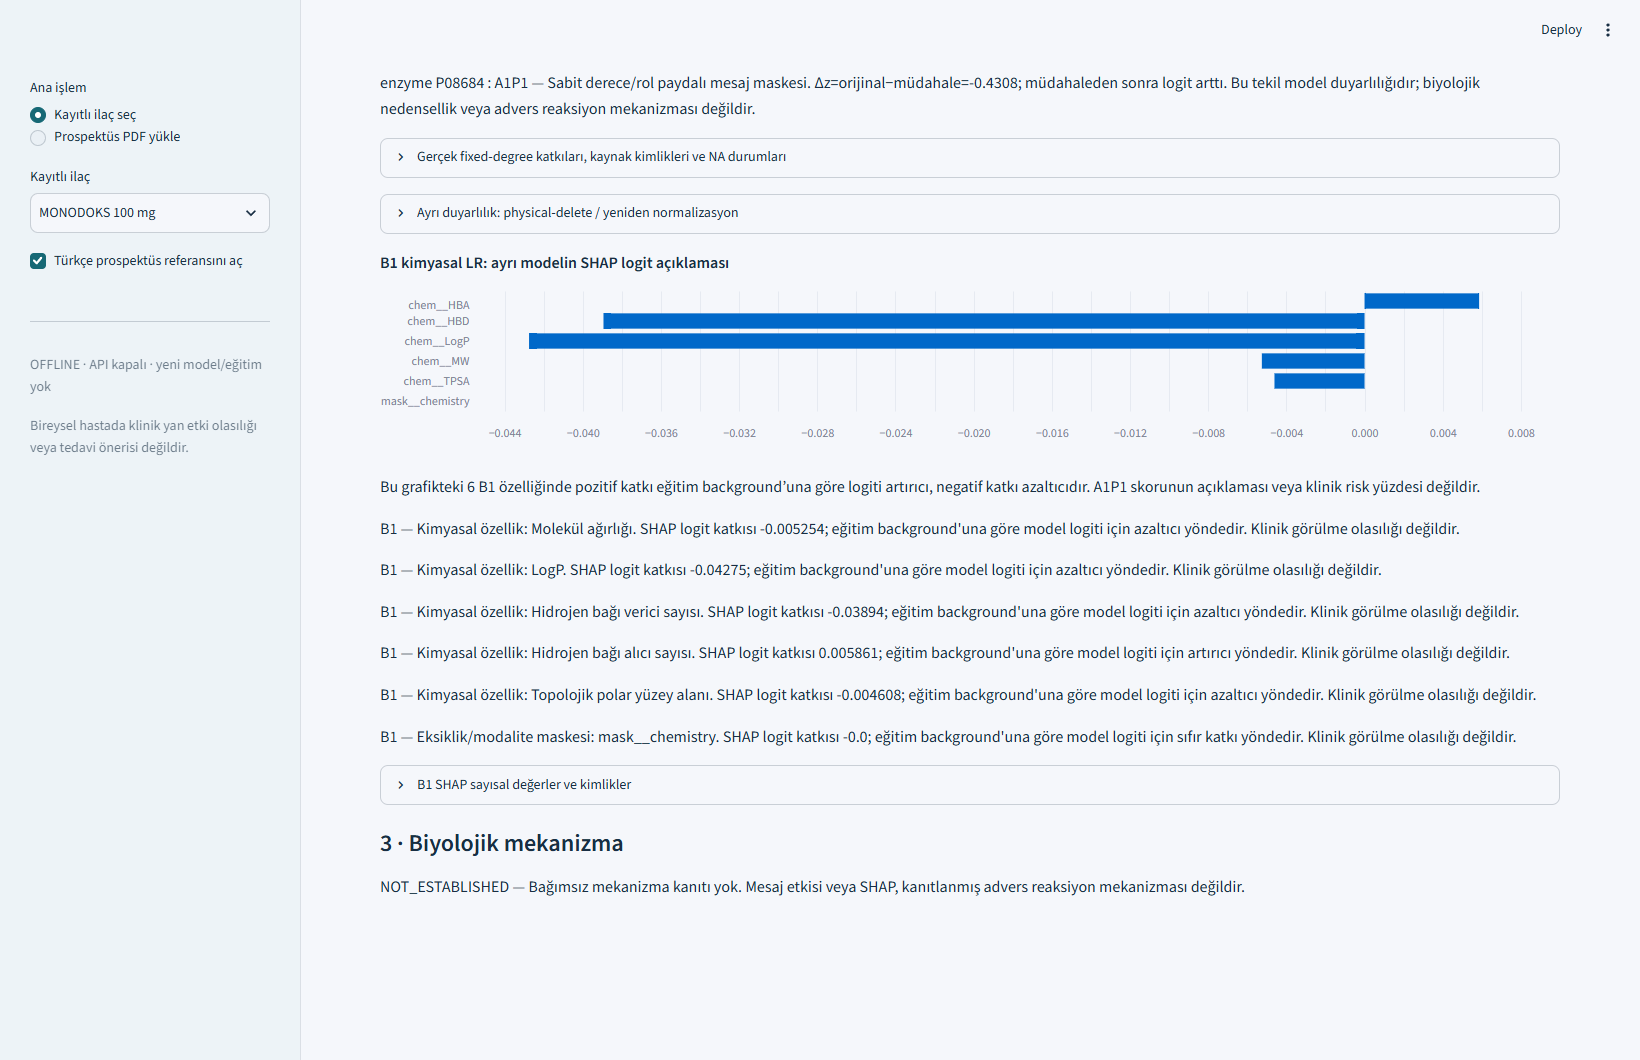 Deploy
Ana işlem
Kayıtlı ilaç seç
Prospektüs PDF yükle
Kayıtlı ilaç
MONODOKS 100 mg
Türkçe prospektüs referansını aç
OFFLINE · API kapalı · yeni model/eğitim
yok
Bireysel hastada klinik yan etki olasılığı
veya tedavi önerisi değildir.
enzyme P08684 : A1P1 — Sabit derece/rol paydalı mesaj maskesi. Δz=orijinal−müdahale=-0.4308; müdahaleden sonra logit arttı. Bu tekil model duyarlılığıdır; biyolojik
nedensellik veya advers reaksiyon mekanizması değildir.
Gerçek fixed-degree katkıları, kaynak kimlikleri ve NA durumları
Ayrı duyarlılık: physical-delete / yeniden normalizasyon
B1 kimyasal LR: ayrı modelin SHAP logit açıklaması
chem__HBA
chem__HBD
chem__LogP
chem__MW
chem__TPSA
mask__chemistry
−0.044 −0.040 −0.036 −0.032 −0.028 −0.024 −0.020 −0.016 −0.012 −0.008 −0.004 0.000 0.004 0.008
Bu grafikteki 6 B1 özelliğinde pozitif katkı eğitim background'una göre logiti artırıcı, negatif katkı azaltıcıdır. A1P1 skorunun açıklaması veya klinik risk yüzdesi değildir.
B1 — Kimyasal özellik: Molekül ağırlığı. SHAP logit katkısı -0.005254; eğitim background'una göre model logiti için azaltıcı yöndedir. Klinik görülme olasılığı değildir.
B1 — Kimyasal özellik: LogP. SHAP logit katkısı -0.04275; eğitim background'una göre model logiti için azaltıcı yöndedir. Klinik görülme olasılığı değildir.
B1 — Kimyasal özellik: Hidrojen bağı verici sayısı. SHAP logit katkısı -0.03894; eğitim background'una göre model logiti için azaltıcı yöndedir. Klinik görülme olasılığı değildir.
B1 — Kimyasal özellik: Hidrojen bağı alıcı sayısı. SHAP logit katkısı 0.005861; eğitim background'una göre model logiti için artırıcı yöndedir. Klinik görülme olasılığı değildir.
B1 — Kimyasal özellik: Topolojik polar yüzey alanı. SHAP logit katkısı -0.004608; eğitim background'una göre model logiti için azaltıcı yöndedir. Klinik görülme olasılığı değildir.
B1 — Eksiklik/modalite maskesi: mask__chemistry. SHAP logit katkısı -0.0; eğitim background'una göre model logiti için sıfır katkı yöndedir. Klinik görülme olasılığı değildir.
B1 SHAP sayısal değerler ve kimlikler
3 · Biyolojik mekanizma
NOT_ESTABLISHED — Bağımsız mekanizma kanıtı yok. Mesaj etkisi veya SHAP, kanıtlanmış advers reaksiyon mekanizması değildir.